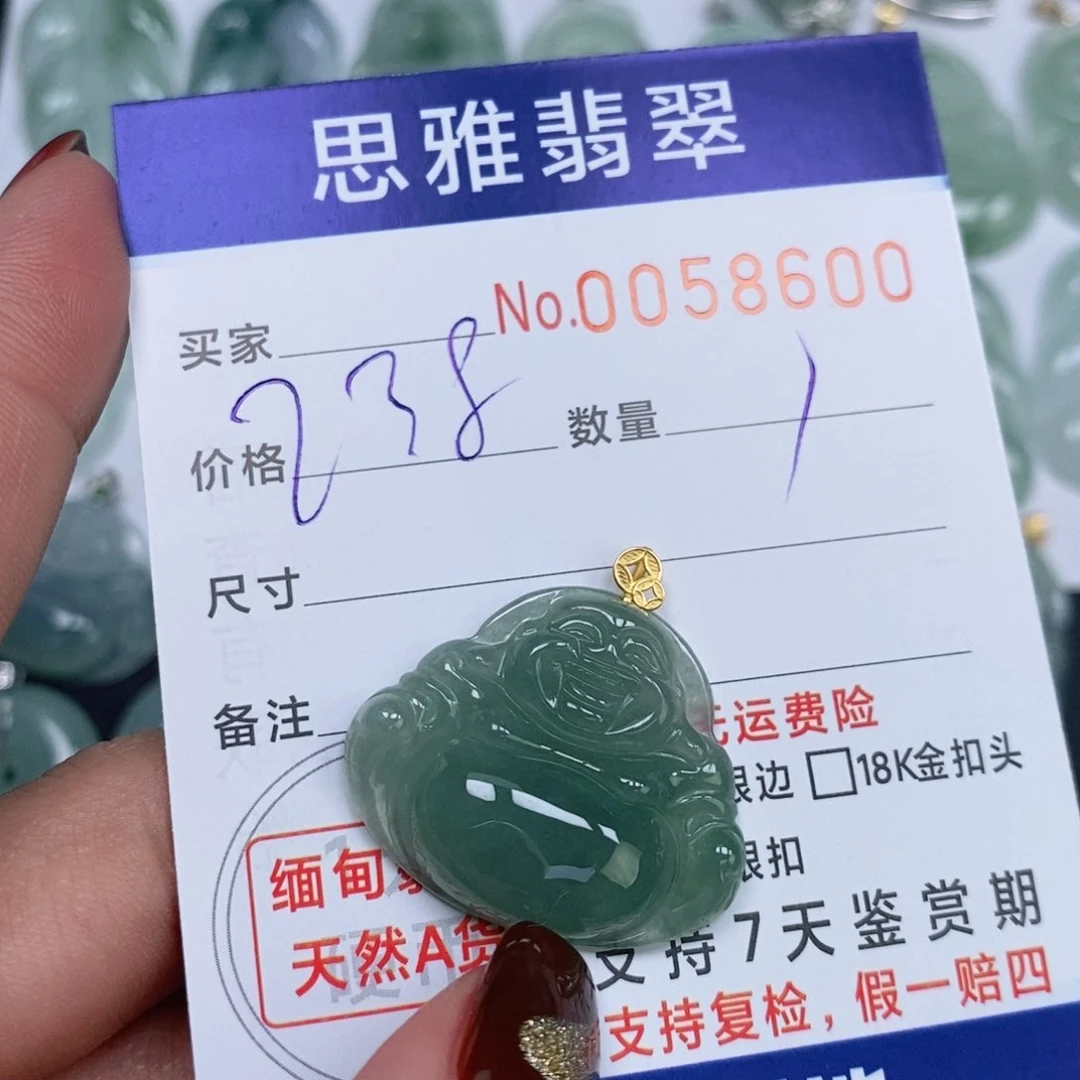 思雅翡翠
No.0058600
买家
价格 238 数量 1
尺寸
备注
运费险
银边 □18K金扣头
银扣
缅甸
天然A货
支持7天鉴赏期
支持复检，假一赔四